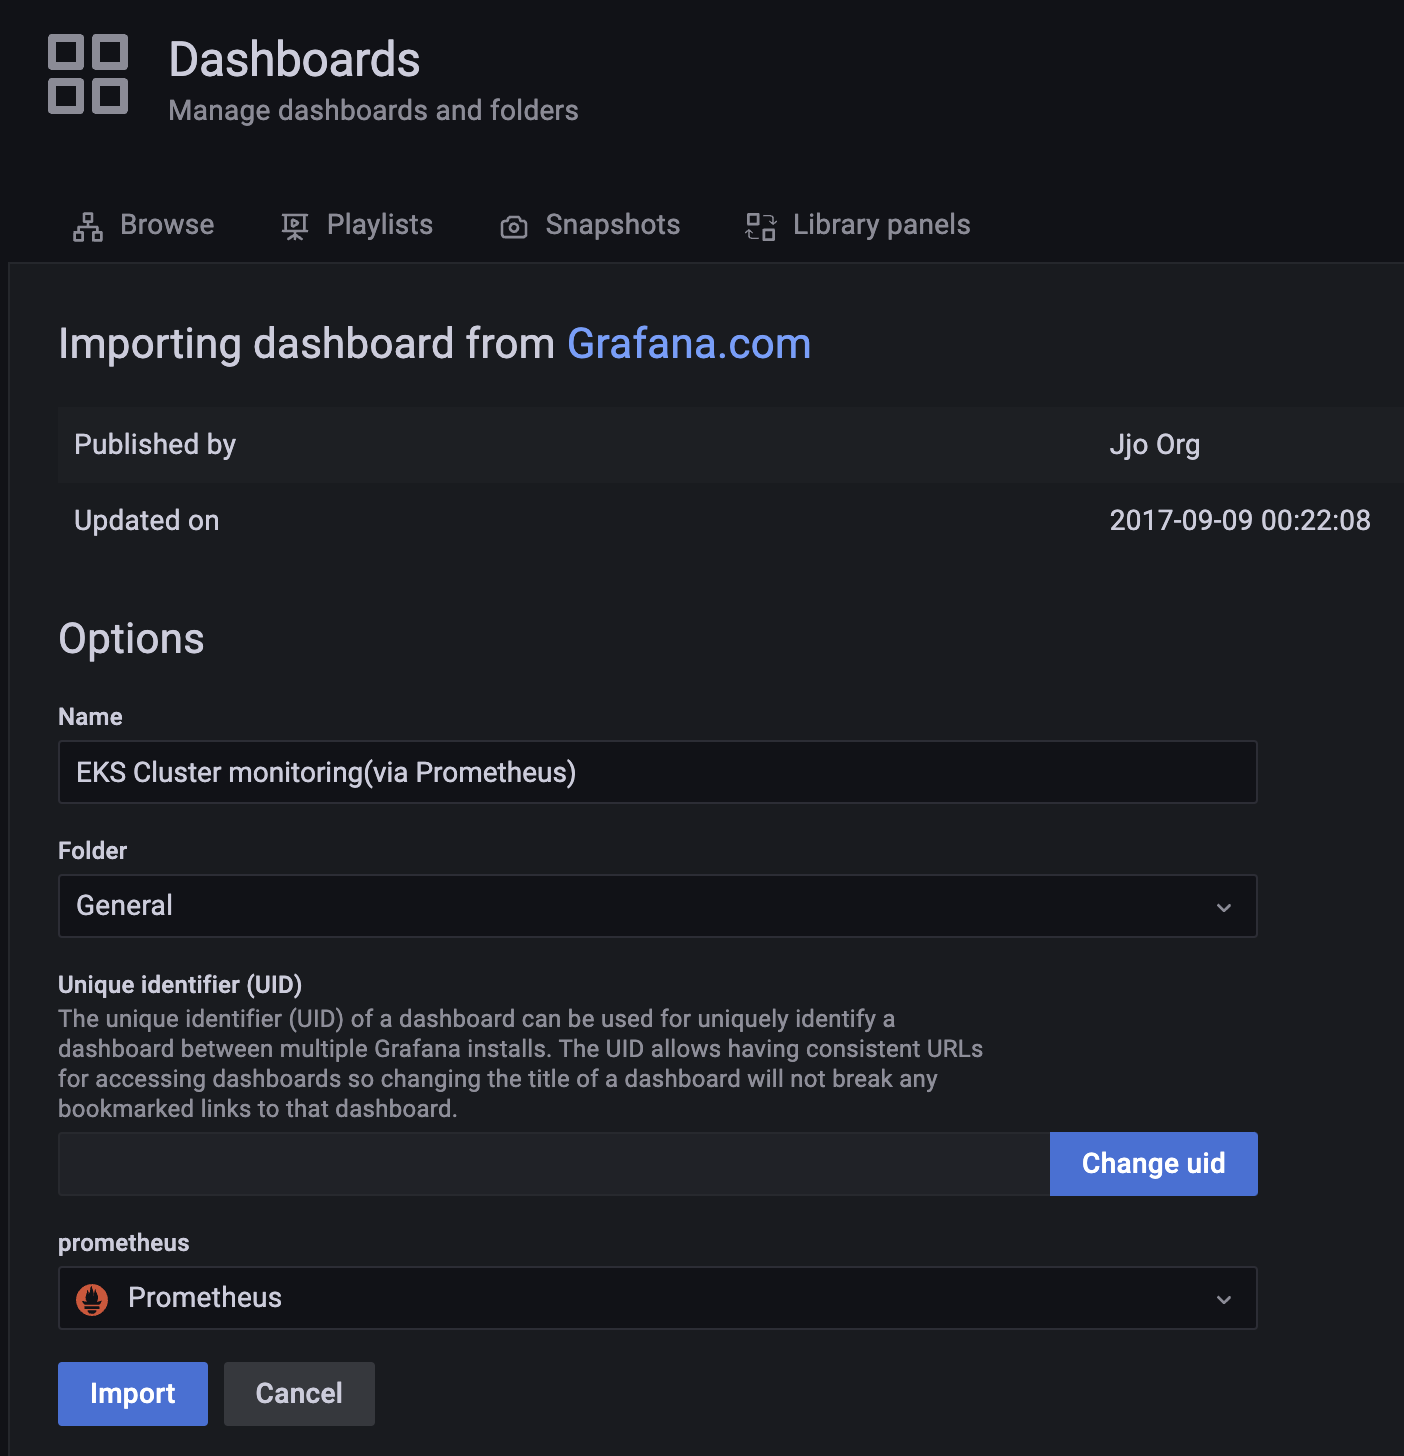 Dashboards
Manage dashboards and folders
Browse Playlists Snapshots Library panels
Importing dashboard from Grafana.com
Published by Jjo Org
Updated on 2017-09-09 00:22:08
Options
Name
EKS Cluster monitoring(via Prometheus)
Folder
General
Unique identifier (UID)
The unique identifier (UID) of a dashboard can be used for uniquely identify a
dashboard between multiple Grafana installs. The UID allows having consistent URLs
for accessing dashboards so changing the title of a dashboard will not break any
bookmarked links to that dashboard.
Change uid
prometheus
Prometheus
Import Cancel